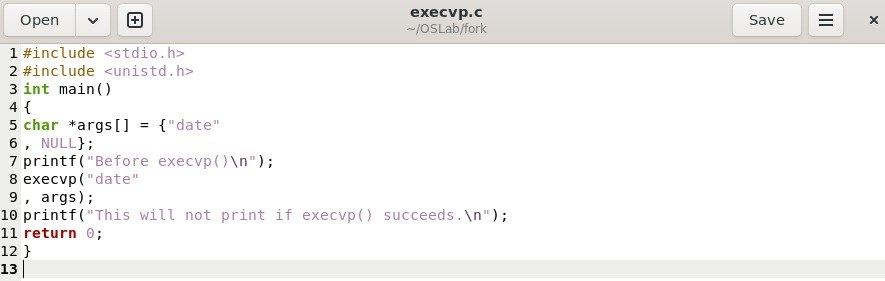 Open
execvp.c
~/OSLab/fork
Save
1 #include <stdio.h>
2 #include <unistd.h>
3 int main()
4 {
5 char *args[] = {"date"
6 , NULL};
7 printf("Before execvp()\n");
8 execvp("date"
9 , args);
10 printf("This will not print if execvp() succeeds.\n");
11 return 0;
12 }
13